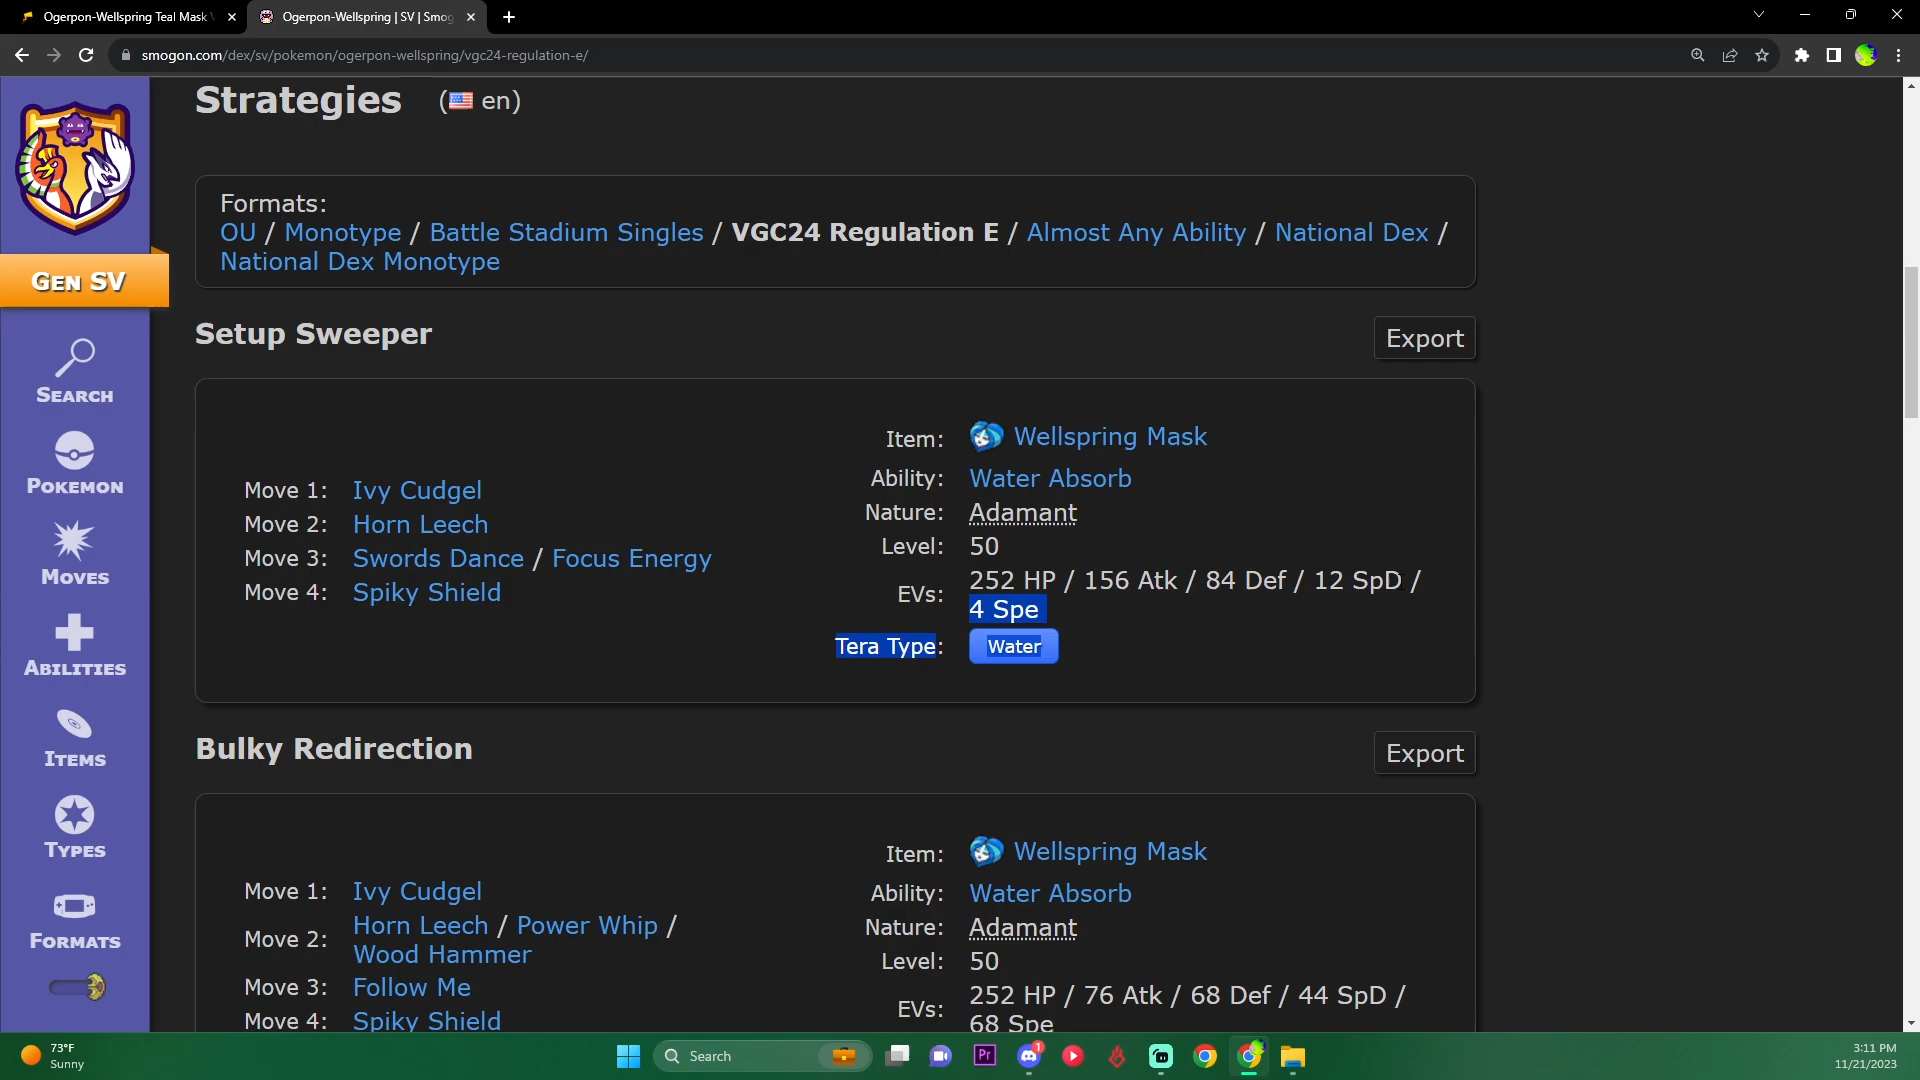 Ogerpon-Wellspring Teal Mask
Ogerpon-Wellspring | SV | Smog
smogon.com/dex/sv/pokemon/ogerpon-wellspring/vgc24-regulation-e/
Strategies (en)
Formats:
OU / Monotype / Battle Stadium Singles / VGC24 Regulation E / Almost Any Ability / National Dex /
National Dex Monotype
GEN SV
SEARCH
POKEMON
MOVES
ABILITIES
ITEMS
TYPES
FORMATS
Setup Sweeper
Export
Move 1: Ivy Cudgel
Move 2: Horn Leech
Move 3: Swords Dance / Focus Energy
Move 4: Spiky Shield
Item: Wellspring Mask
Ability: Water Absorb
Nature: Adamant
Level: 50
EVs: 252 HP / 156 Atk / 84 Def / 12 SpD /
4 Spe
Tera Type: Water
Bulky Redirection
Export
Move 1: Ivy Cudgel
Move 2: Horn Leech / Power Whip /
Wood Hammer
Move 3: Follow Me
Move 4: Spiky Shield
Item: Wellspring Mask
Ability: Water Absorb
Nature: Adamant
Level: 50
EVs: 252 HP / 76 Atk / 68 Def / 44 SpD /
68 Spe
73°F
Sunny
Search
Pr
1
3:11 PM
11/21/2023